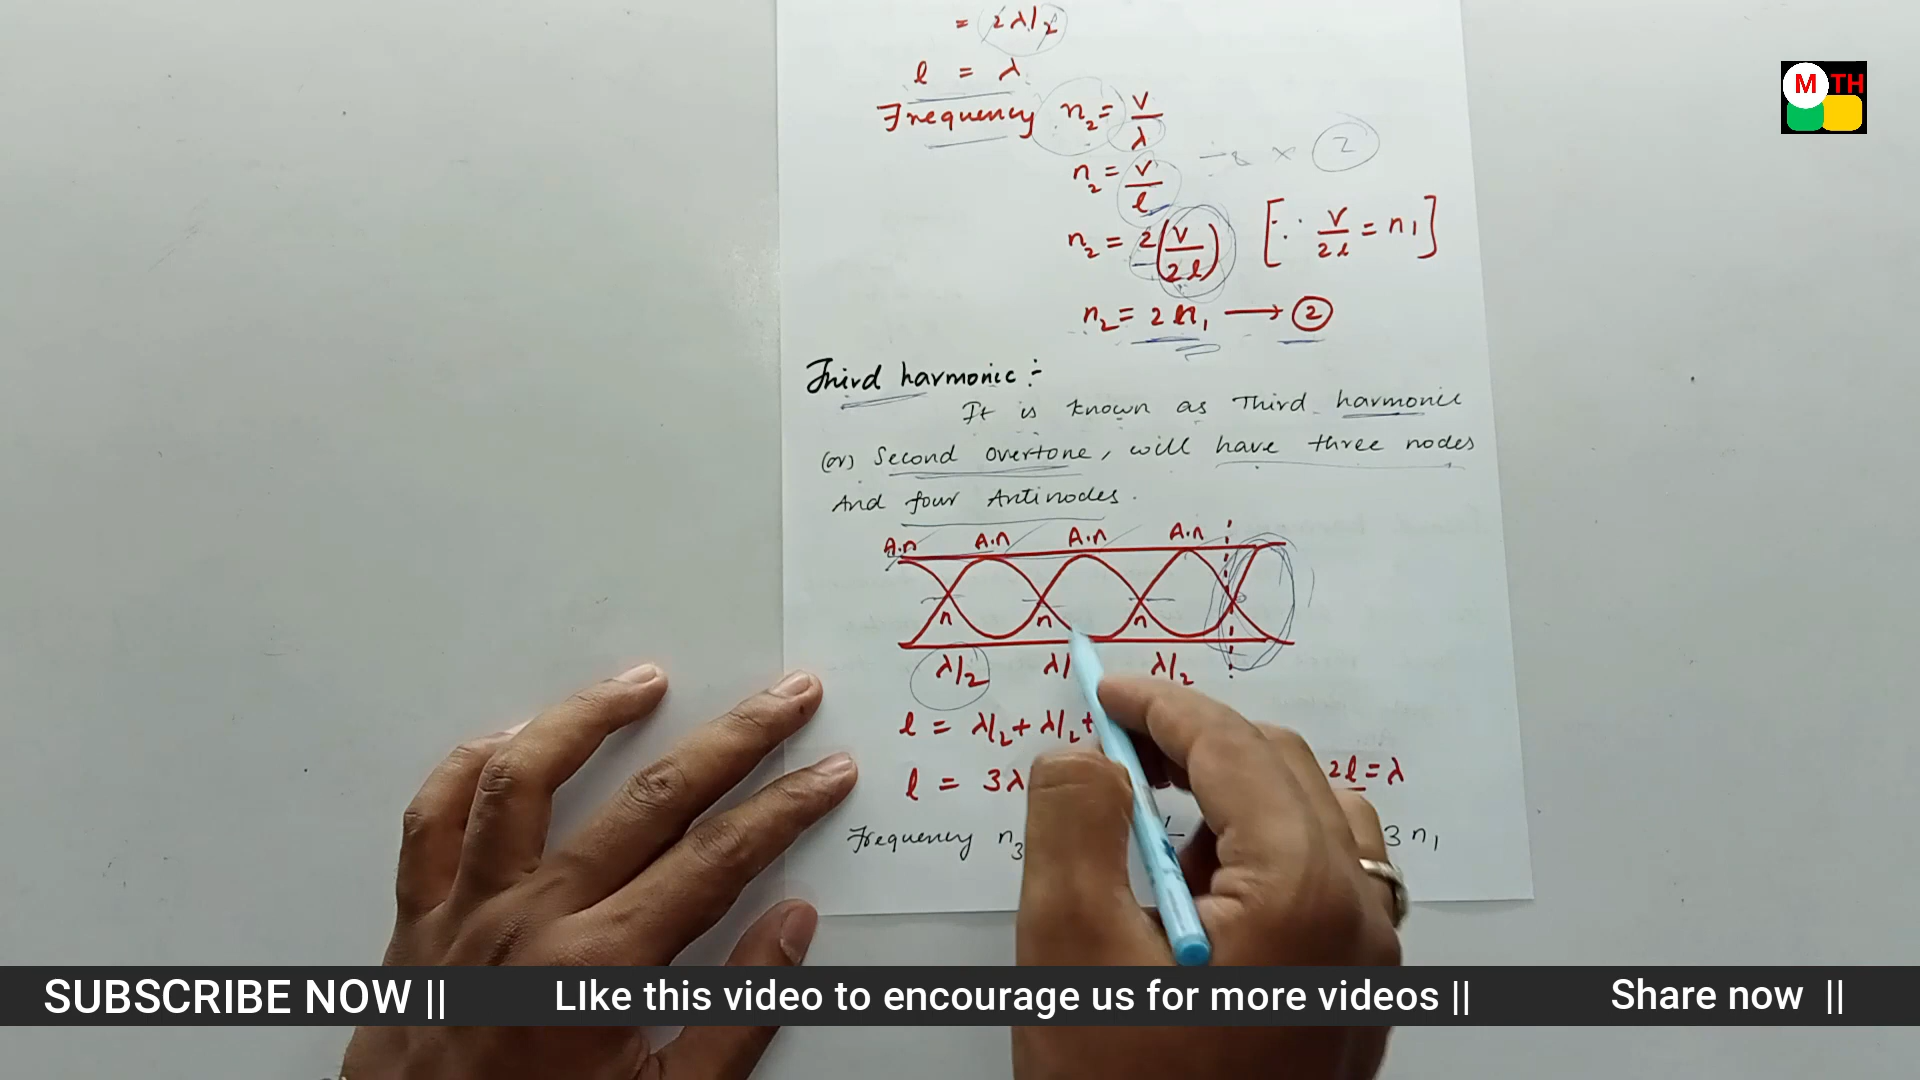 = 2λ/2
l = λ
Frequency n₂ = v/λ
n₂ = v/l
× 2
n₂ = 2(v/2l) [∵ v/2l = n₁]
n₂ = 2n₁ → ②
Third harmonic :-
It is known as Third harmonic
(or) Second overtone, will have three nodes
And four Antinodes.
A.n A.n A.n A.n
n n n
λ/2 λ/ λ/2
l = λ/2 + λ/2 +
l = 3λ 2l = λ
Frequency n₃ 3n₁
M TH
SUBSCRIBE NOW || LIke this video to encourage us for more videos || Share now ||